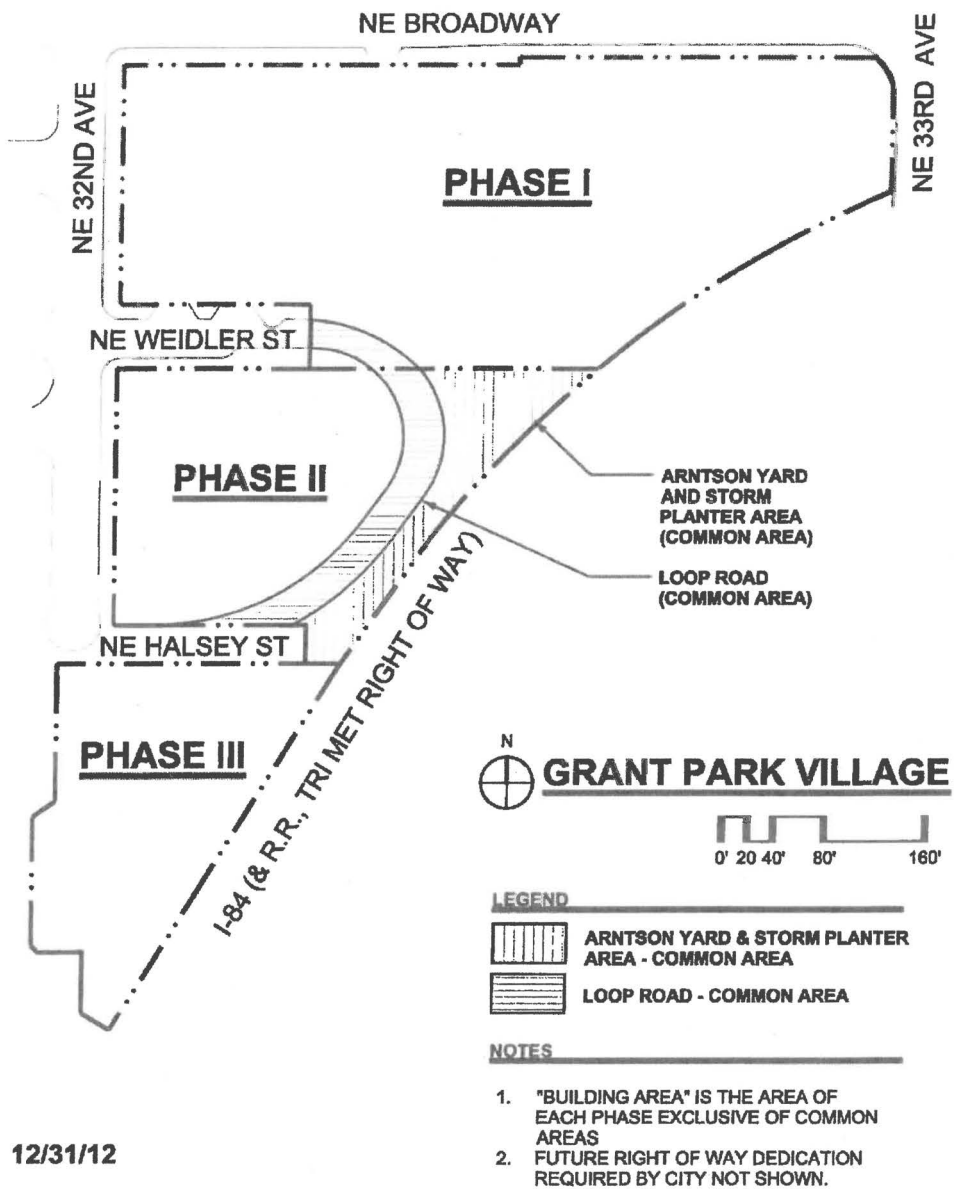 NE BROADWAY
NE 32ND AVE
NE 33RD AVE
PHASE I
NE WEIDLER ST
PHASE II
ARNTSON YARD
AND STORM
PLANTER AREA
(COMMON AREA)
LOOP ROAD
(COMMON AREA)
NE HALSEY ST
I-84 (& R.R., TRI MET RIGHT OF WAY)
PHASE III
N
GRANT PARK VILLAGE
0' 20 40' 80' 160'
LEGEND
ARNTSON YARD & STORM PLANTER
AREA - COMMON AREA
LOOP ROAD - COMMON AREA
NOTES
1. "BUILDING AREA" IS THE AREA OF
EACH PHASE EXCLUSIVE OF COMMON
AREAS
2. FUTURE RIGHT OF WAY DEDICATION
REQUIRED BY CITY NOT SHOWN.
12/31/12